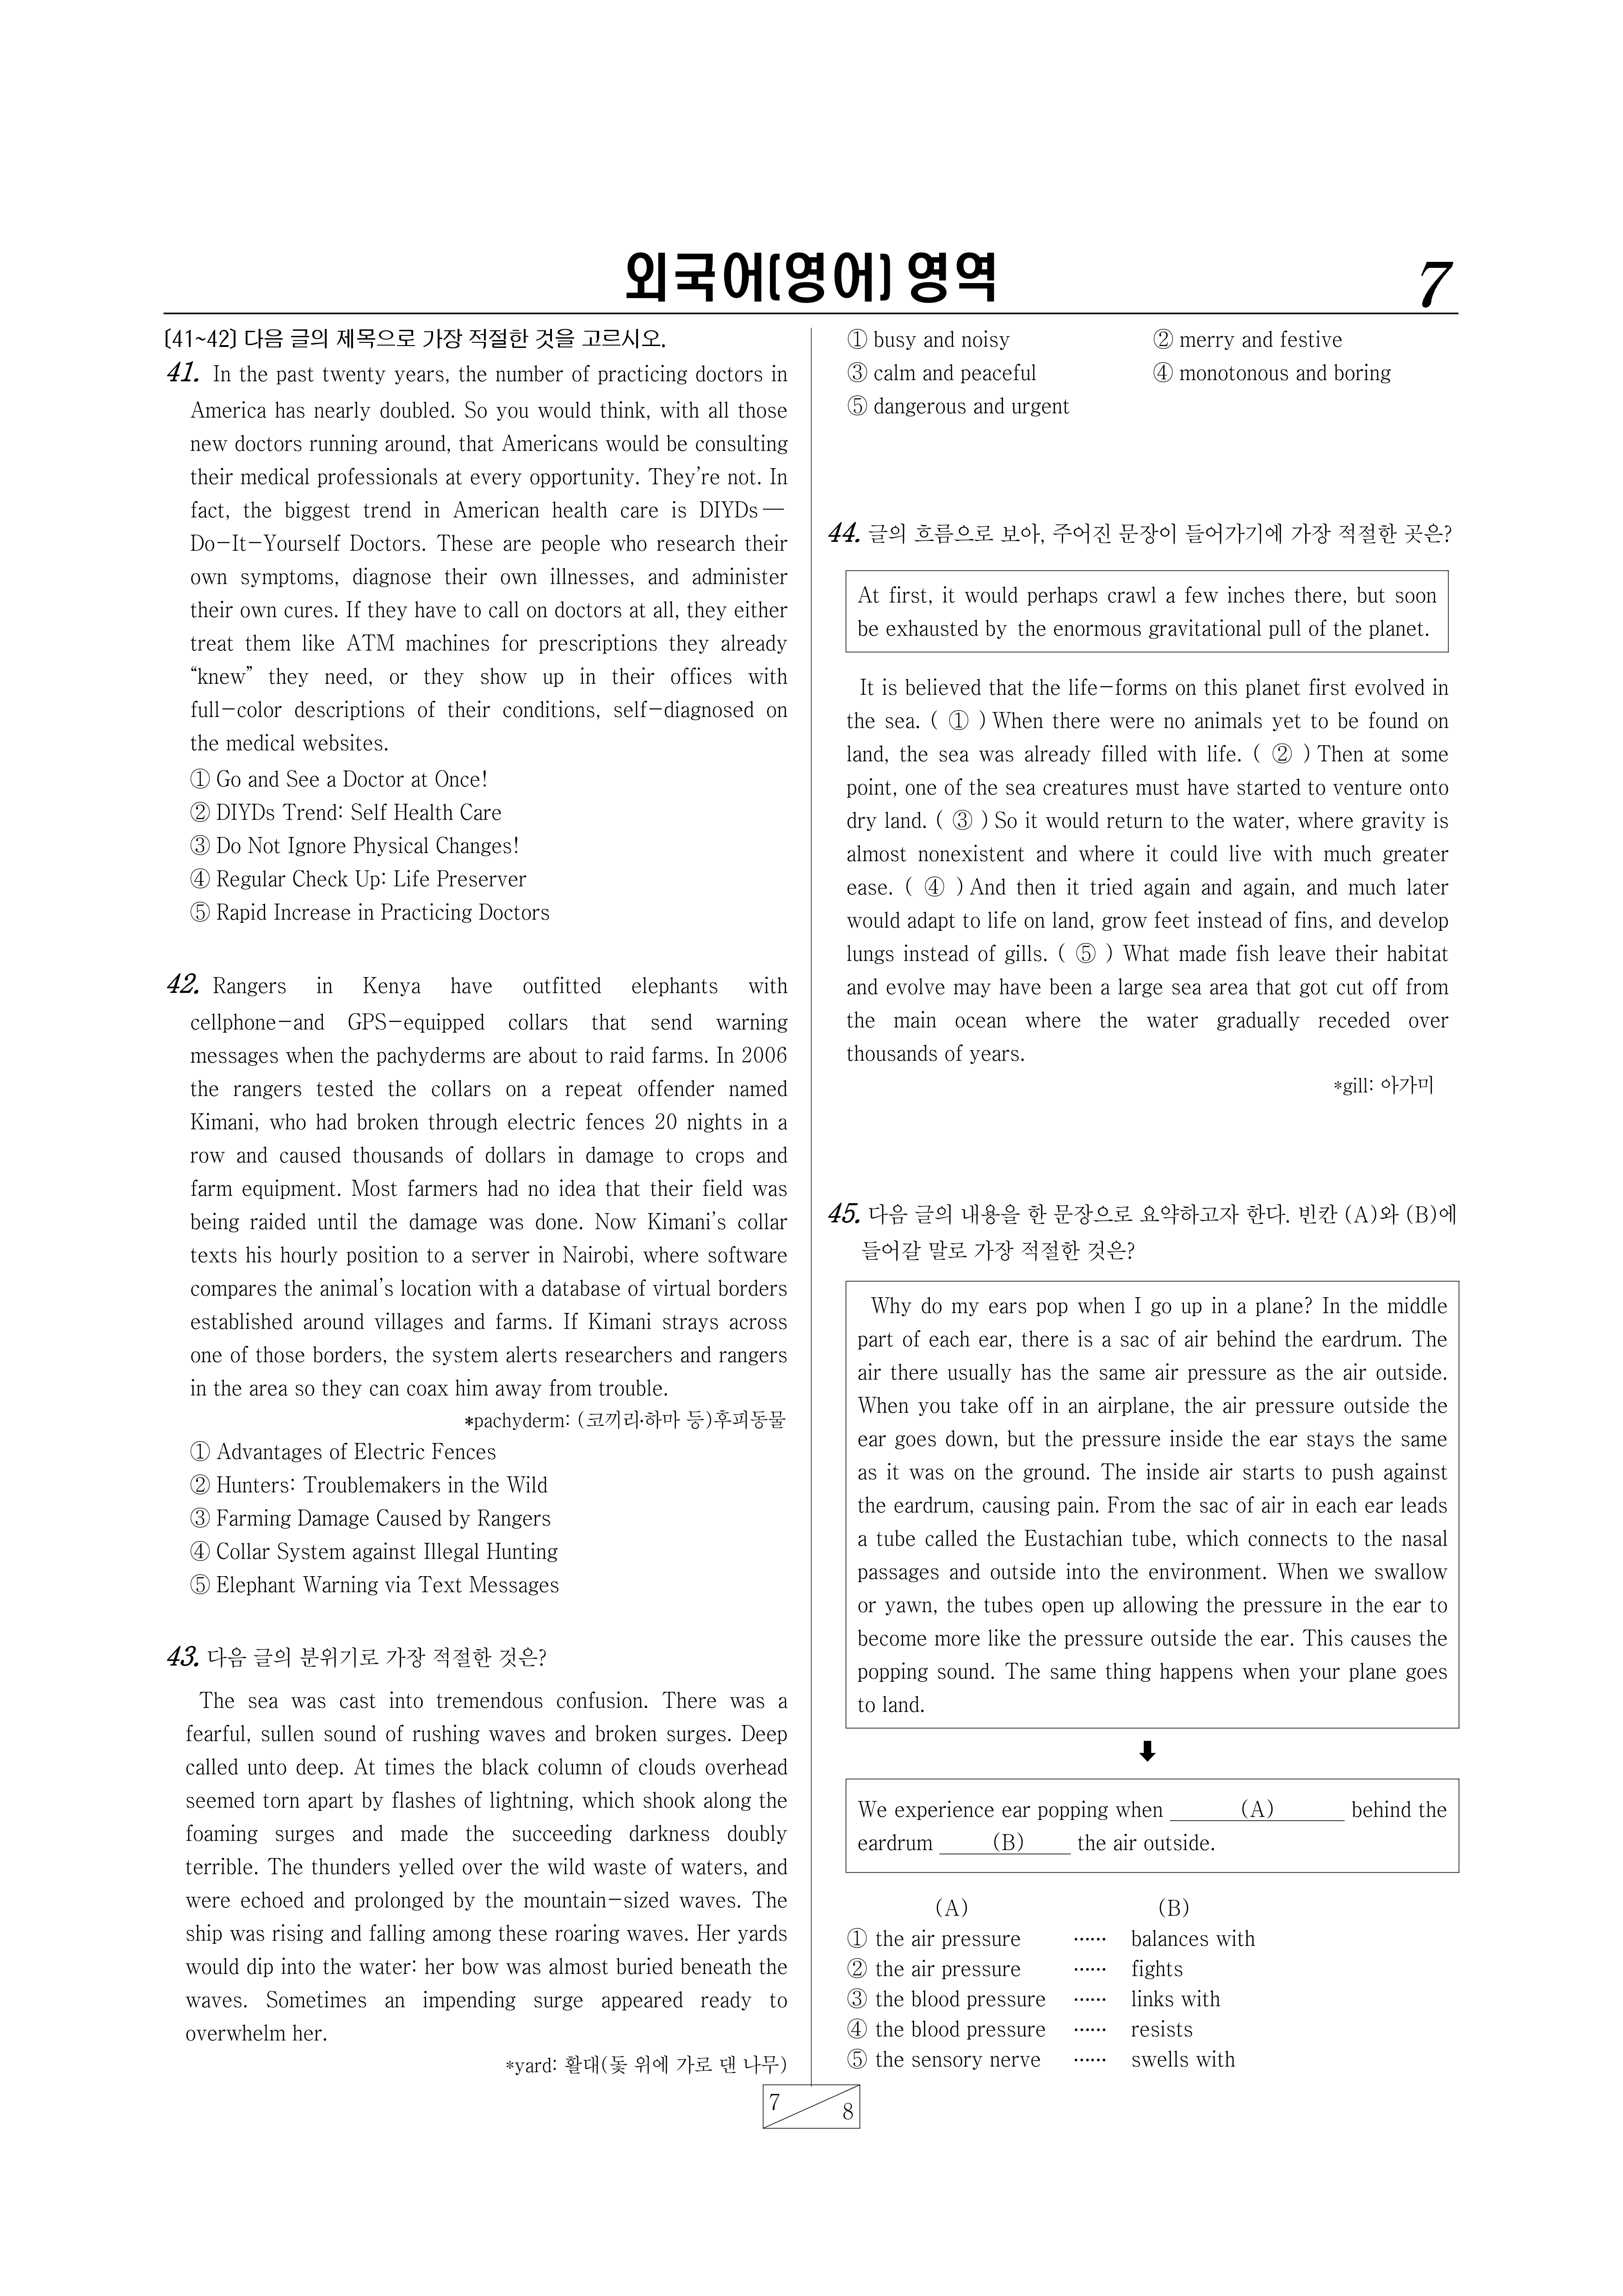 외국어(영어) 영역
7
[41~42] 다음 글의 제목으로 가장 적절한 것을 고르시오.
41. In the past twenty years, the number of practicing doctors in
America has nearly doubled. So you would think, with all those
new doctors running around, that Americans would be consulting
their medical professionals at every opportunity. They're not. In
fact, the biggest trend in American health care is DIYDs—
Do-It-Yourself Doctors. These are people who research their
own symptoms, diagnose their own illnesses, and administer
their own cures. If they have to call on doctors at all, they either
treat them like ATM machines for prescriptions they already
“knew” they need, or they show up in their offices with
full-color descriptions of their conditions, self-diagnosed on
the medical websites.
① Go and See a Doctor at Once!
② DIYDs Trend: Self Health Care
③ Do Not Ignore Physical Changes!
④ Regular Check Up: Life Preserver
⑤ Rapid Increase in Practicing Doctors
42. Rangers in Kenya have outfitted elephants with
cellphone-and GPS-equipped collars that send warning
messages when the pachyderms are about to raid farms. In 2006
the rangers tested the collars on a repeat offender named
Kimani, who had broken through electric fences 20 nights in a
row and caused thousands of dollars in damage to crops and
farm equipment. Most farmers had no idea that their field was
being raided until the damage was done. Now Kimani's collar
texts his hourly position to a server in Nairobi, where software
compares the animal's location with a database of virtual borders
established around villages and farms. If Kimani strays across
one of those borders, the system alerts researchers and rangers
in the area so they can coax him away from trouble.
*pachyderm: (코끼리·하마 등)후피동물
① Advantages of Electric Fences
② Hunters: Troublemakers in the Wild
③ Farming Damage Caused by Rangers
④ Collar System against Illegal Hunting
⑤ Elephant Warning via Text Messages
43. 다음 글의 분위기로 가장 적절한 것은?
The sea was cast into tremendous confusion. There was a
fearful, sullen sound of rushing waves and broken surges. Deep
called unto deep. At times the black column of clouds overhead
seemed torn apart by flashes of lightning, which shook along the
foaming surges and made the succeeding darkness doubly
terrible. The thunders yelled over the wild waste of waters, and
were echoed and prolonged by the mountain-sized waves. The
ship was rising and falling among these roaring waves. Her yards
would dip into the water: her bow was almost buried beneath the
waves. Sometimes an impending surge appeared ready to
overwhelm her.
*yard: 활대(돛 위에 가로 댄 나무)
① busy and noisy ② merry and festive
③ calm and peaceful ④ monotonous and boring
⑤ dangerous and urgent
44. 글의 흐름으로 보아, 주어진 문장이 들어가기에 가장 적절한 곳은?
At first, it would perhaps crawl a few inches there, but soon
be exhausted by the enormous gravitational pull of the planet.
It is believed that the life-forms on this planet first evolved in
the sea. ( ① ) When there were no animals yet to be found on
land, the sea was already filled with life. ( ② ) Then at some
point, one of the sea creatures must have started to venture onto
dry land. ( ③ ) So it would return to the water, where gravity is
almost nonexistent and where it could live with much greater
ease. ( ④ ) And then it tried again and again, and much later
would adapt to life on land, grow feet instead of fins, and develop
lungs instead of gills. ( ⑤ ) What made fish leave their habitat
and evolve may have been a large sea area that got cut off from
the main ocean where the water gradually receded over
thousands of years.
*gill: 아가미
45. 다음 글의 내용을 한 문장으로 요약하고자 한다. 빈칸 (A)와 (B)에
들어갈 말로 가장 적절한 것은?
Why do my ears pop when I go up in a plane? In the middle
part of each ear, there is a sac of air behind the eardrum. The
air there usually has the same air pressure as the air outside.
When you take off in an airplane, the air pressure outside the
ear goes down, but the pressure inside the ear stays the same
as it was on the ground. The inside air starts to push against
the eardrum, causing pain. From the sac of air in each ear leads
a tube called the Eustachian tube, which connects to the nasal
passages and outside into the environment. When we swallow
or yawn, the tubes open up allowing the pressure in the ear to
become more like the pressure outside the ear. This causes the
popping sound. The same thing happens when your plane goes
to land.
We experience ear popping when (A) behind the
eardrum (B) the air outside.
(A) (B)
① the air pressure ······ balances with
② the air pressure ······ fights
③ the blood pressure ······ links with
④ the blood pressure ······ resists
⑤ the sensory nerve ······ swells with
7
8